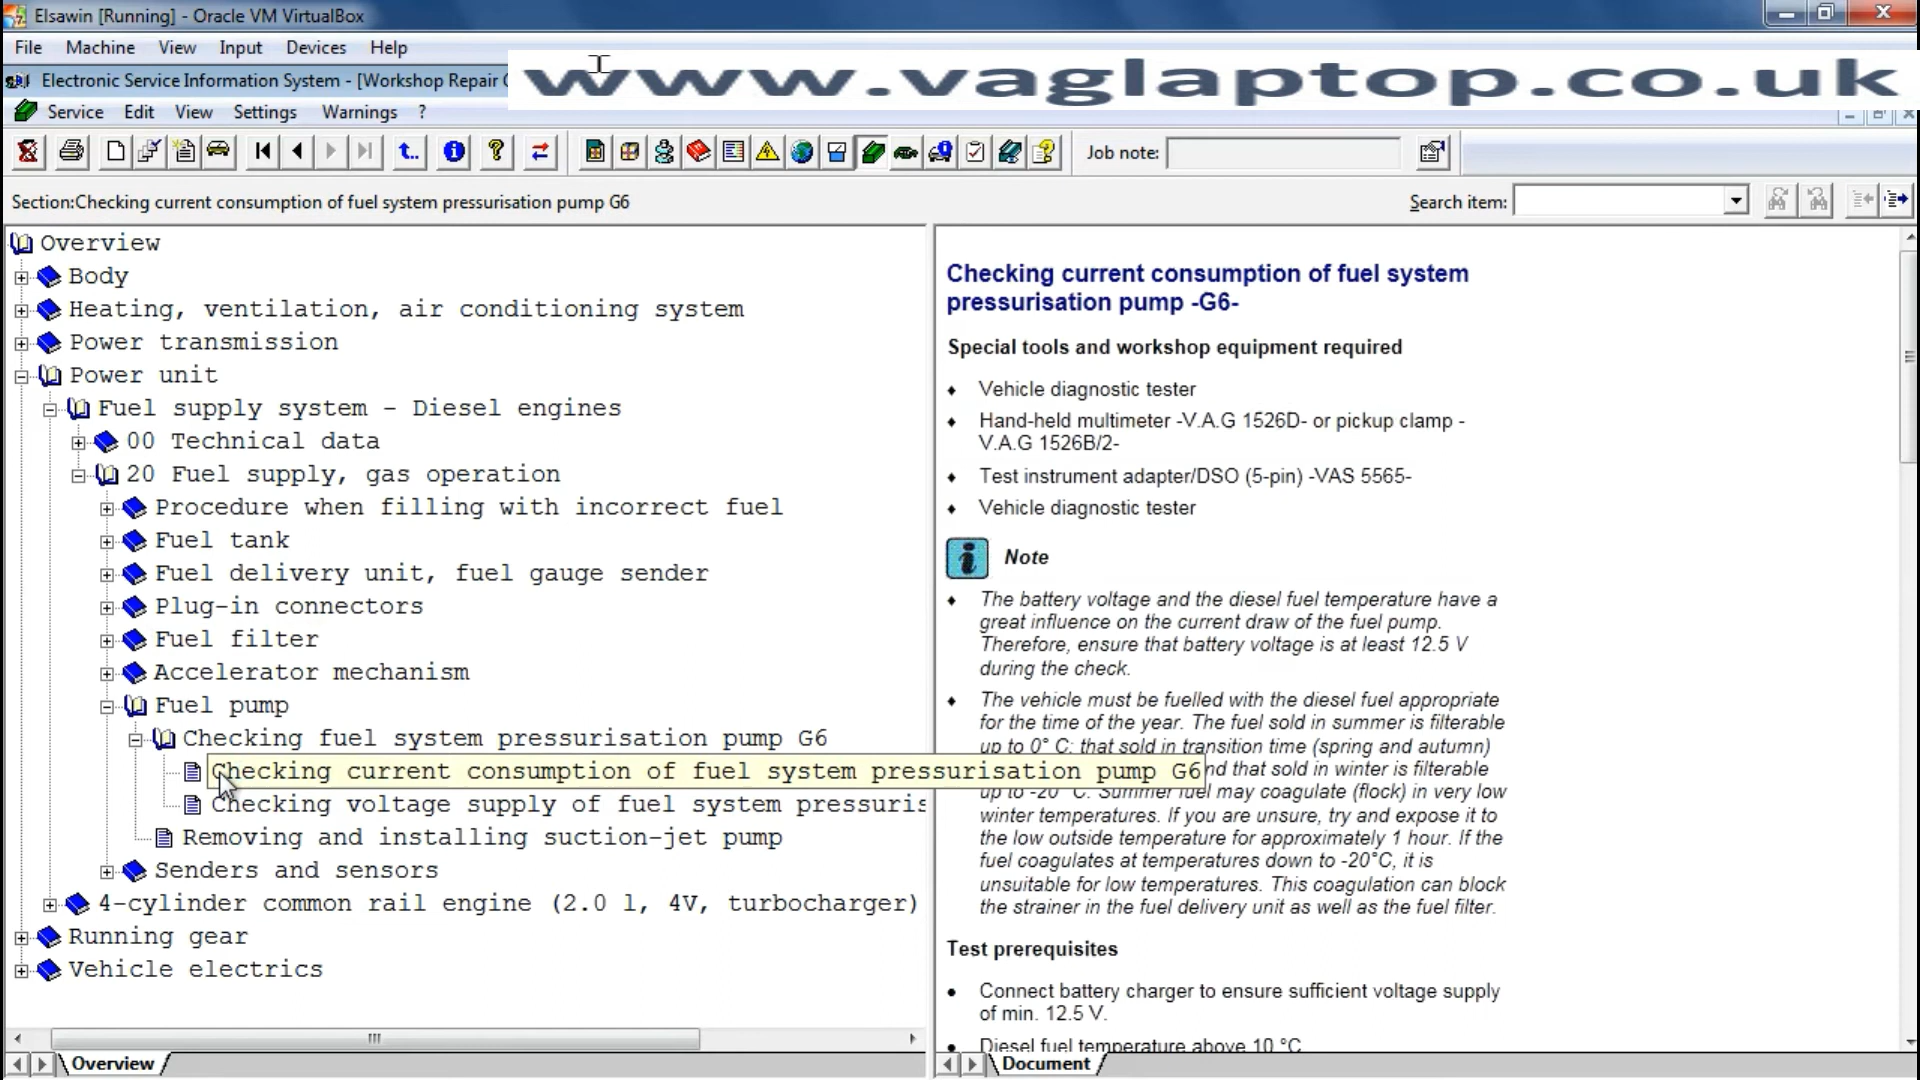 Elsawin [Running] - Oracle VM VirtualBox
File Machine View Input Devices Help
www.vaglaptop.co.uk
Electronic Service Information System - [Workshop Repair
Service Edit View Settings Warnings ?
Job note:
Section:Checking current consumption of fuel system pressurisation pump G6
Search item:
Overview
Body
Heating, ventilation, air conditioning system
Power transmission
Power unit
Fuel supply system - Diesel engines
00 Technical data
20 Fuel supply, gas operation
Procedure when filling with incorrect fuel
Fuel tank
Fuel delivery unit, fuel gauge sender
Plug-in connectors
Fuel filter
Accelerator mechanism
Fuel pump
Checking fuel system pressurisation pump G6
Checking current consumption of fuel system pressurisation pump G6
Checking voltage supply of fuel system pressuris
Removing and installing suction-jet pump
Senders and sensors
4-cylinder common rail engine (2.0 l, 4V, turbocharger)
Running gear
Vehicle electrics
Overview
Checking current consumption of fuel system
pressurisation pump -G6-
Special tools and workshop equipment required
♦ Vehicle diagnostic tester
♦ Hand-held multimeter -V.A.G 1526D- or pickup clamp -
V.A.G 1526B/2-
♦ Test instrument adapter/DSO (5-pin) -VAS 5565-
♦ Vehicle diagnostic tester
Note
♦ The battery voltage and the diesel fuel temperature have a
great influence on the current draw of the fuel pump.
Therefore, ensure that battery voltage is at least 12.5 V
during the check.
♦ The vehicle must be fuelled with the diesel fuel appropriate
for the time of the year. The fuel sold in summer is filterable
up to 0° C; that sold in transition time (spring and autumn)
nd that sold in winter is filterable
up to -20 °C. Summer fuel may coagulate (flock) in very low
winter temperatures. If you are unsure, try and expose it to
the low outside temperature for approximately 1 hour. If the
fuel coagulates at temperatures down to -20°C, it is
unsuitable for low temperatures. This coagulation can block
the strainer in the fuel delivery unit as well as the fuel filter.
Test prerequisites
• Connect battery charger to ensure sufficient voltage supply
of min. 12.5 V.
• Diesel fuel temperature above 10 °C
Document